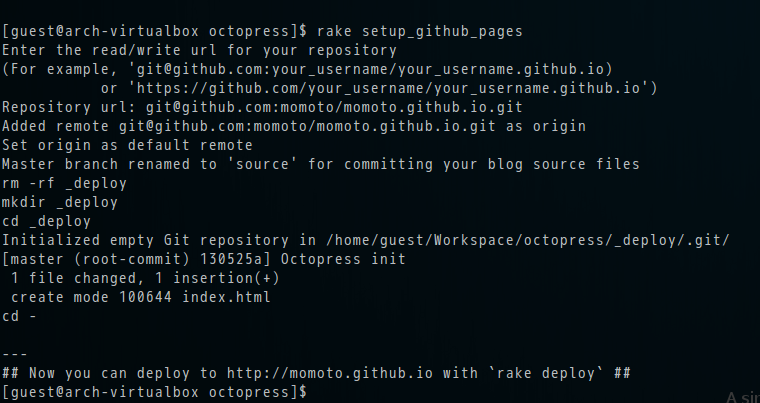 [guest@arch-virtualbox octopress]$ rake setup_github_pages
Enter the read/write url for your repository
(For example, 'git@github.com:your_username/your_username.github.io)
           or 'https://github.com/your_username/your_username.github.io')
Repository url: git@github.com:momoto/momoto.github.io.git
Added remote git@github.com:momoto/momoto.github.io.git as origin
Set origin as default remote
Master branch renamed to 'source' for committing your blog source files
rm -rf _deploy
mkdir _deploy
cd _deploy
Initialized empty Git repository in /home/guest/Workspace/octopress/_deploy/.git/
[master (root-commit) 130525a] Octopress init
 1 file changed, 1 insertion(+)
 create mode 100644 index.html
cd -
---
## Now you can deploy to http://momoto.github.io with `rake deploy` ##
[guest@arch-virtualbox octopress]$